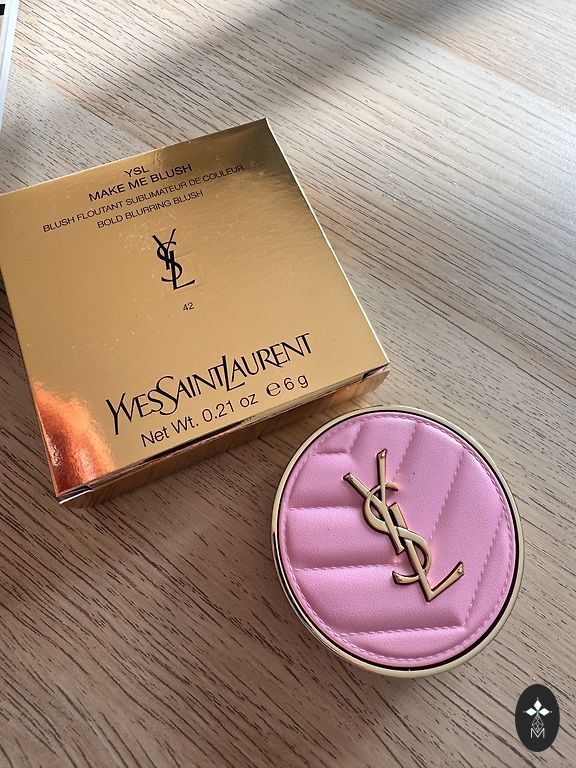 YSL
MAKE ME BLUSH
BLUSH FLOUTANT SUBLIMATEUR DE COULEUR
BOLD BLURRING BLUSH
YSL
42
YVESSAINTLAURENT
Net Wt. 0.21 oz ℮ 6 g
YSL
M